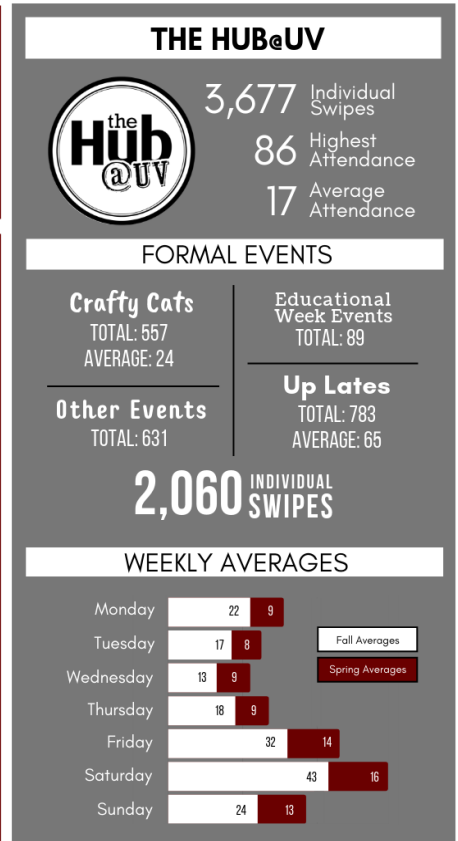 THE HUB@UV
the
Hub
@UV
3,677 Individual Swipes
86 Highest Attendance
17 Average Attendance
FORMAL EVENTS
Crafty Cats
TOTAL: 557
AVERAGE: 24
Other Events
TOTAL: 631
Educational
Week Events
TOTAL: 89
Up Lates
TOTAL: 783
AVERAGE: 65
2,060 INDIVIDUAL SWIPES
WEEKLY AVERAGES
Monday 22 9
Tuesday 17 8
Wednesday 13 9
Thursday 18 9
Friday 32 14
Saturday 43 16
Sunday 24 13
Fall Averages
Spring Averages